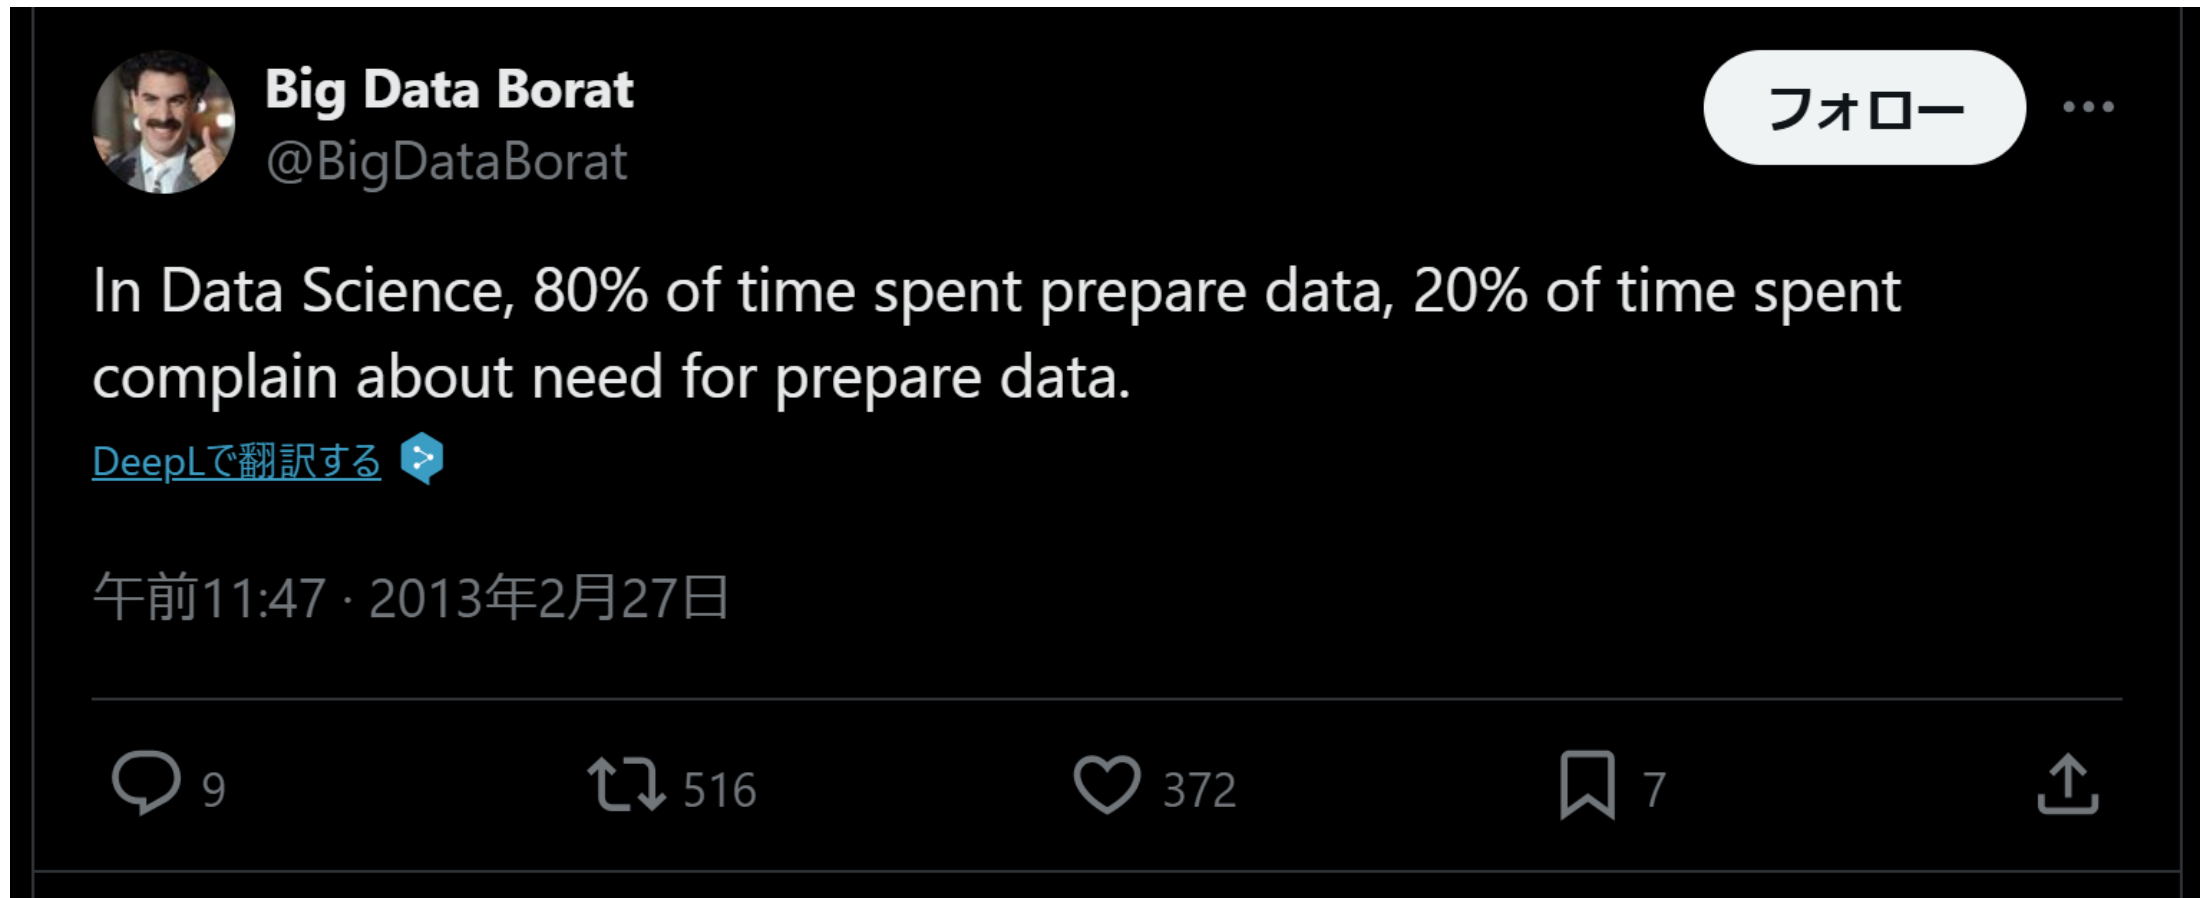 Big Data Borat
フォロー
@BigDataBorat
In Data Science, 80% of time spent prepare data, 20% of time spent
complain about need for prepare data.
DeepLで翻訳する
午前11:47 · 2013年2月27日
9
516
372
7